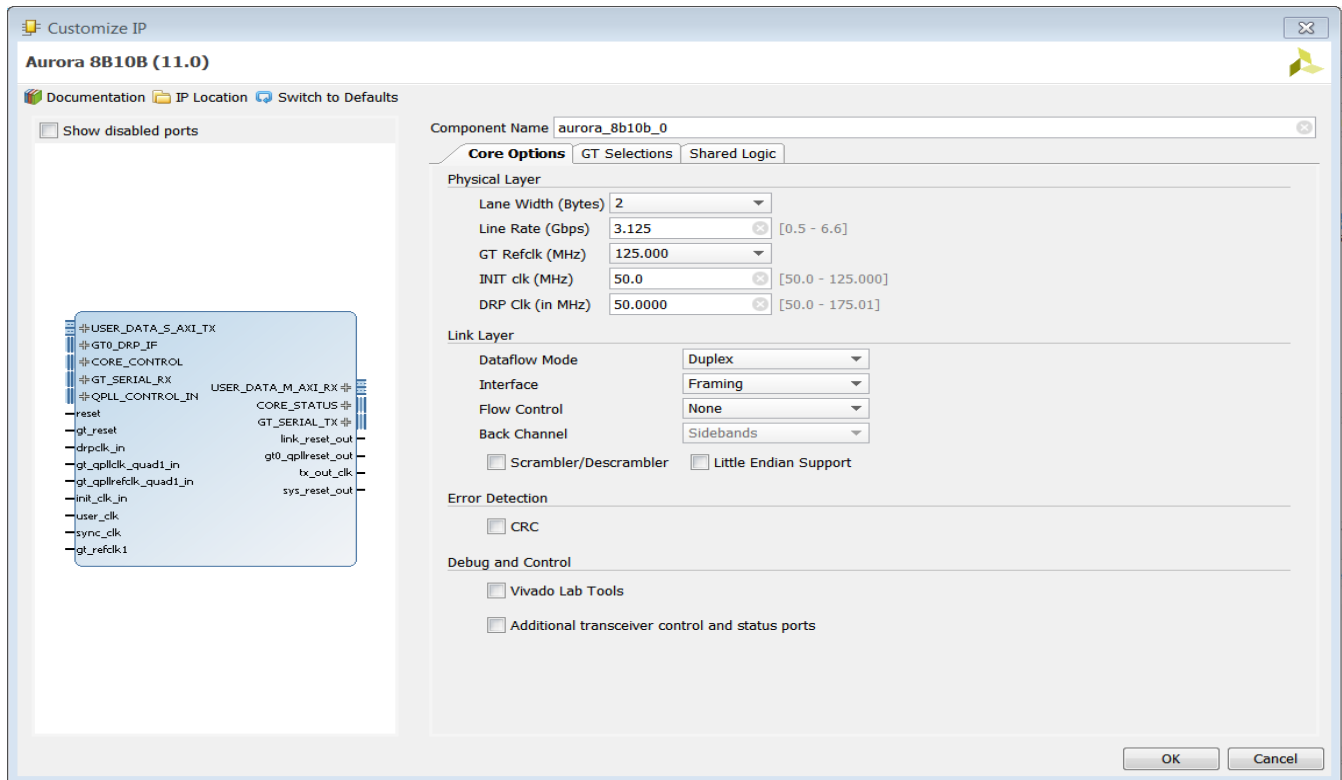 Customize IP
Aurora 8B10B (11.0)
Documentation IP Location Switch to Defaults
Show disabled ports
USER_DATA_S_AXI_TX
GT0_DRP_IF
CORE_CONTROL
GT_SERIAL_RX
QPLL_CONTROL_IN
reset
gt_reset
drpclk_in
gt_qpllclk_quad1_in
gt_qpllrefclk_quad1_in
init_clk_in
user_clk
sync_clk
gt_refclk1
USER_DATA_M_AXI_RX
CORE_STATUS
GT_SERIAL_TX
link_reset_out
gt0_qpllreset_out
tx_out_clk
sys_reset_out
Component Name aurora_8b10b_0
Core Options GT Selections Shared Logic
Physical Layer
Lane Width (Bytes) 2
Line Rate (Gbps) 3.125 [0.5 - 6.6]
GT Refclk (MHz) 125.000
INIT clk (MHz) 50.0 [50.0 - 125.000]
DRP Clk (in MHz) 50.0000 [50.0 - 175.01]
Link Layer
Dataflow Mode Duplex
Interface Framing
Flow Control None
Back Channel Sidebands
Scrambler/Descrambler Little Endian Support
Error Detection
CRC
Debug and Control
Vivado Lab Tools
Additional transceiver control and status ports
OK Cancel